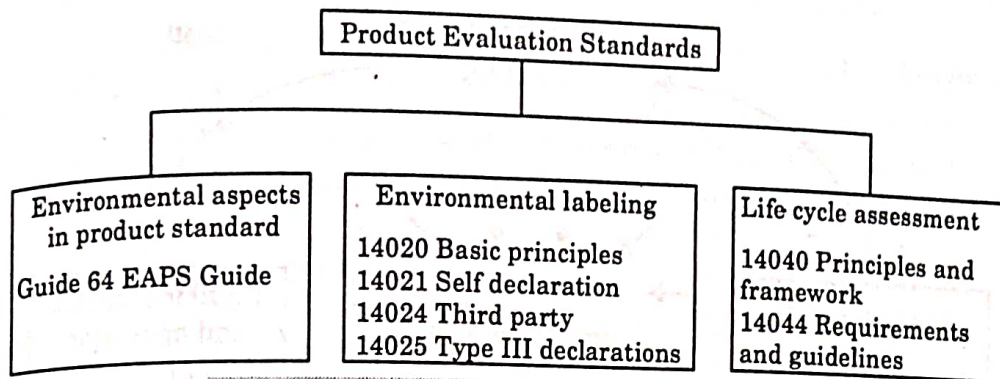 Product Evaluation Standards
Environmental aspects
in product standard
Guide 64 EAPS Guide
Environmental labeling
14020 Basic principles
14021 Self declaration
14024 Third party
14025 Type III declarations
Life cycle assessment
14040 Principles and
framework
14044 Requirements
and guidelines